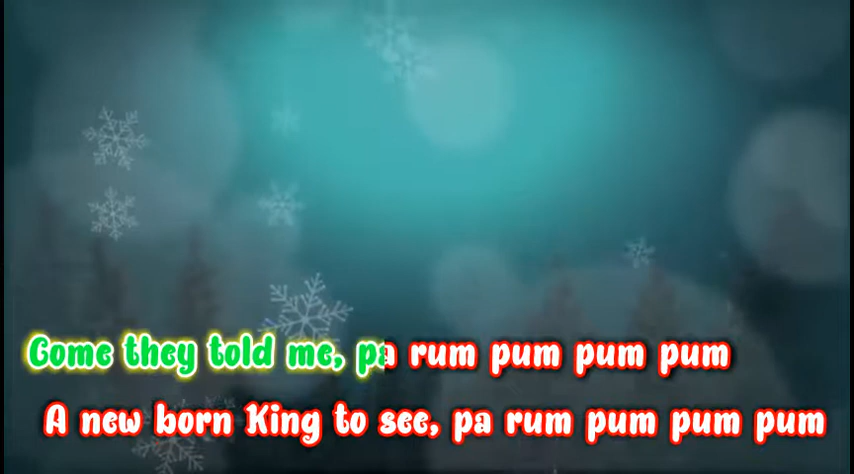 Come they told me, pa rum pum pum pum
A new born King to see, pa rum pum pum pum